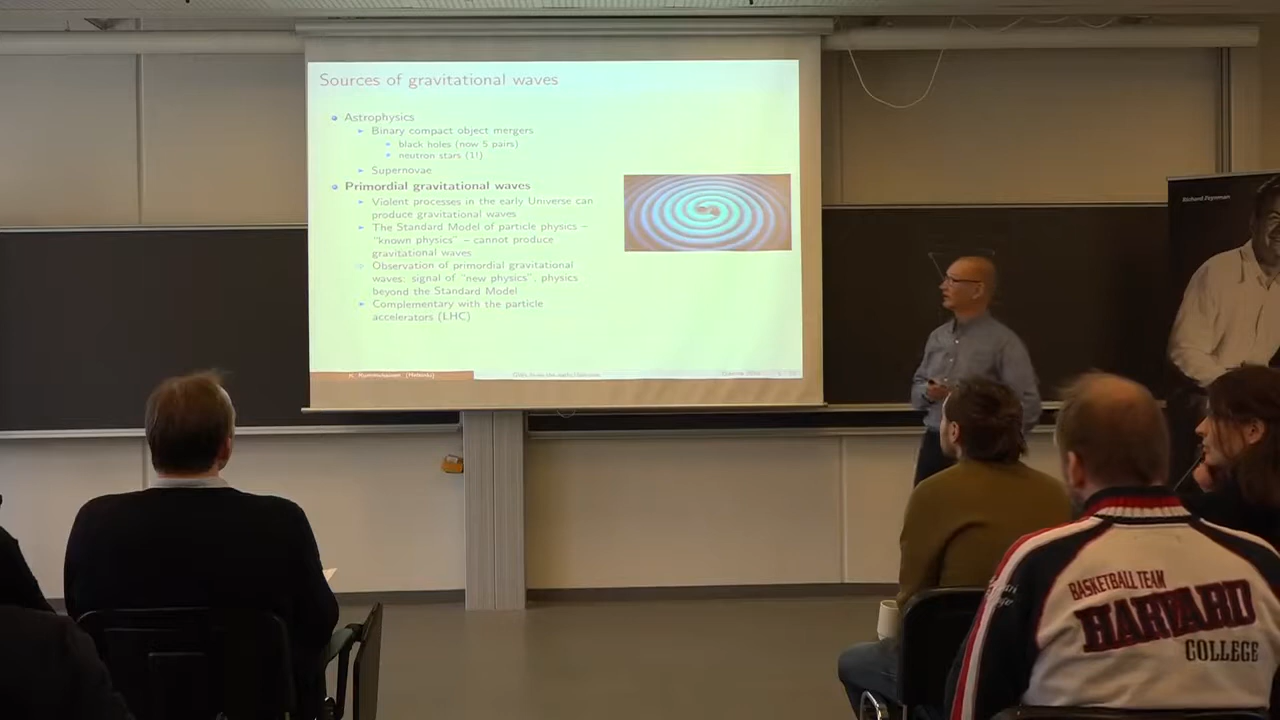 Sources of gravitational waves
Astrophysics
Binary compact object mergers
black holes (now 5 pairs)
neutron stars (1!)
Supernovae
Primordial gravitational waves
Violent processes in the early Universe can
produce gravitational waves
The Standard Model of particle physics –
"known physics" – cannot produce
gravitational waves
Observation of primordial gravitational
waves: signal of "new physics", physics
beyond the Standard Model
Complementary with the particle
accelerators (LHC)
(Helsinki)
Richard Feynman
BASKETBALL TEAM
HARVARD
COLLEGE